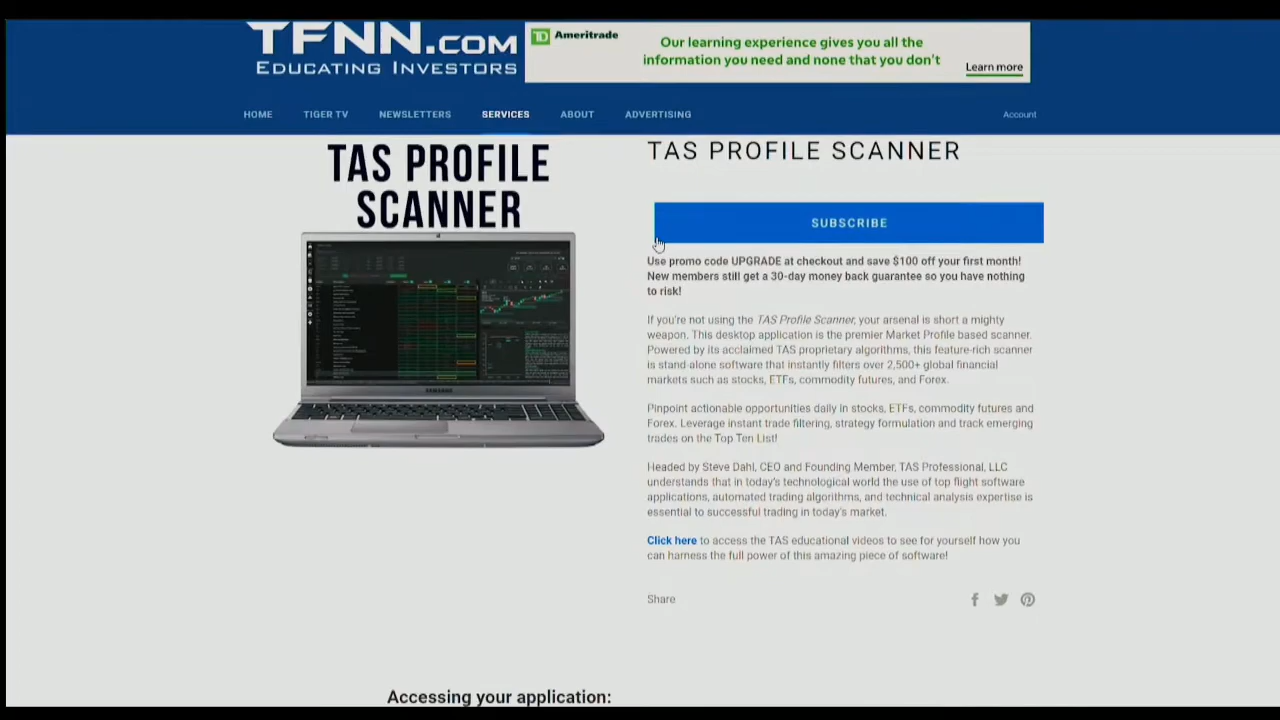 TFNN.COM
EDUCATING INVESTORS
Ameritrade
Our learning experience gives you all the
information you need and none that you don't
Learn more
HOME
TIGER TV
NEWSLETTERS
SERVICES
ABOUT
ADVERTISING
Account
TAS PROFILE
SCANNER
TAS PROFILE SCANNER
SUBSCRIBE
Use promo code UPGRADE at checkout and save $100 off your first month!
New members still get a 30-day money back guarantee so you have nothing
to risk!
If you're not using the TAS Profile Scanner, your arsenal is short a mighty
weapon. This desktop application is the premier Market Profile based scanner.
Powered by its acclaimed TAS proprietary algorithms, this feature-rich scanner
is stand-alone software that instantly filters over 2,500+ global financial
markets such as stocks, ETFs, commodity futures, and Forex.
Pinpoint actionable opportunities daily in stocks, ETFs, commodity futures and
Forex. Leverage instant trade filtering, strategy formulation and track emerging
trades on the Top Ten List!
Headed by Steve Dahl, CEO and Founding Member, TAS Professional, LLC
understands that in today's technological world the use of top flight software
applications, automated trading algorithms, and technical analysis expertise is
essential to successful trading in today's market.
Click here to access the TAS educational videos to see for yourself how you
can harness the full power of this amazing piece of software!
Share
Accessing your application: